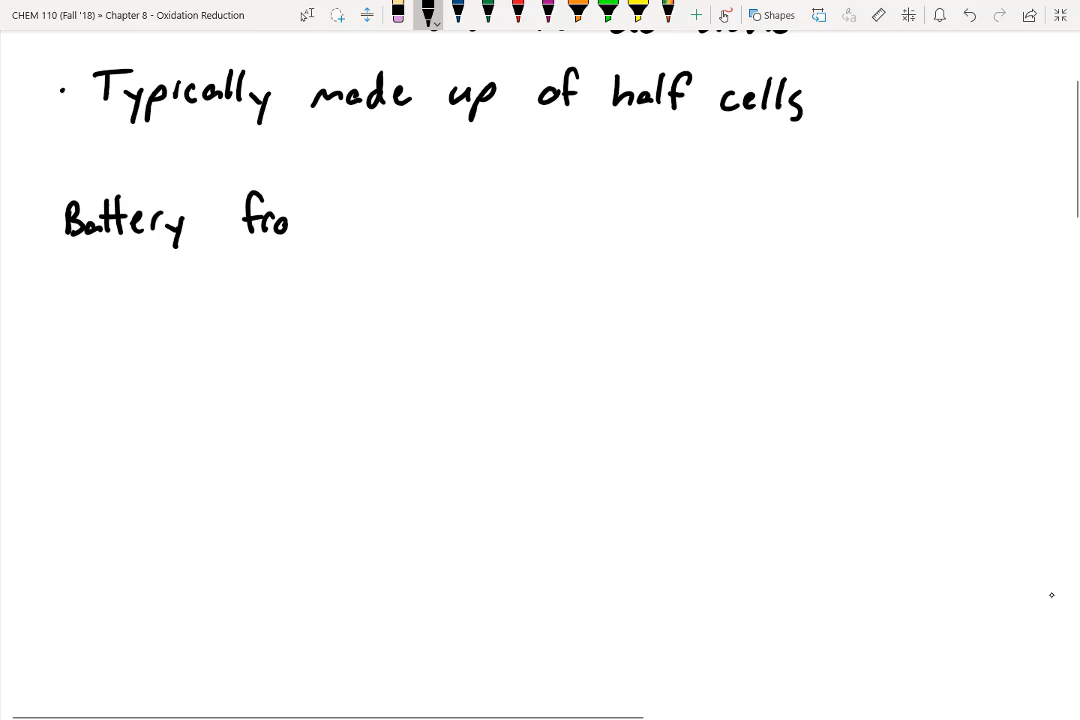 CHEM 110 (Fall '18) » Chapter 8 - Oxidation Reduction
Shapes
· Typically made up of half cells
Battery fro